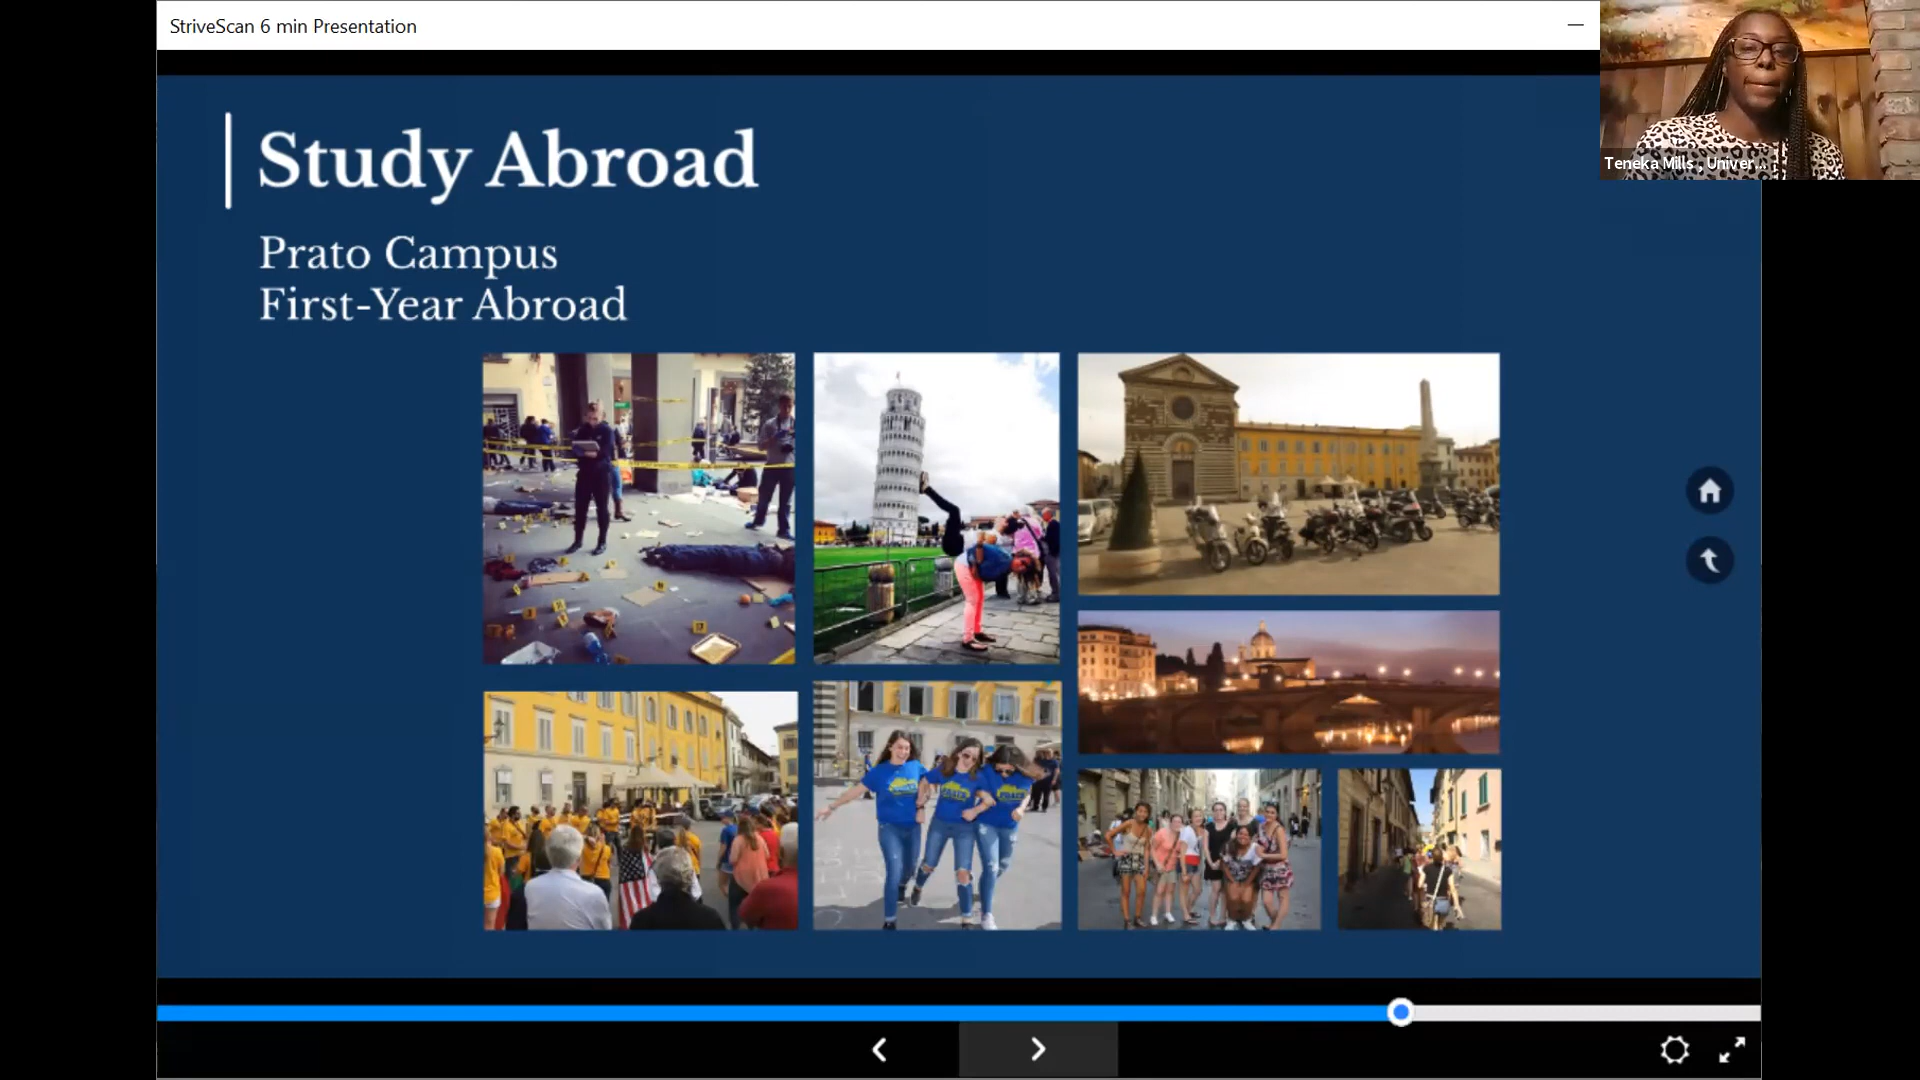 StriveScan 6 min Presentation
Teneka Mills , Univer...
Study Abroad
Prato Campus
First-Year Abroad